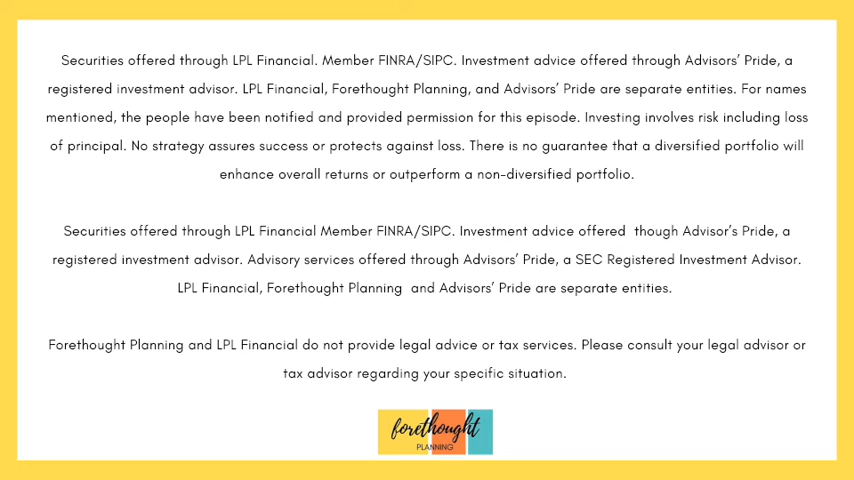 Securities offered through LPL Financial. Member FINRA/SIPC. Investment advice offered through Advisors’ Pride, a
registered investment advisor. LPL Financial, Forethought Planning, and Advisors’ Pride are separate entities. For names
mentioned, the people have been notified and provided permission for this episode. Investing involves risk including loss
of principal. No strategy assures success or protects against loss. There is no guarantee that a diversified portfolio will
enhance overall returns or outperform a non-diversified portfolio.
Securities offered through LPL Financial Member FINRA/SIPC. Investment advice offered  though Advisor’s Pride, a
registered investment advisor. Advisory services offered through Advisors’ Pride, a SEC Registered Investment Advisor.
LPL Financial, Forethought Planning  and Advisors’ Pride are separate entities.
Forethought Planning and LPL Financial do not provide legal advice or tax services. Please consult your legal advisor or
tax advisor regarding your specific situation.
forethought
PLANNING